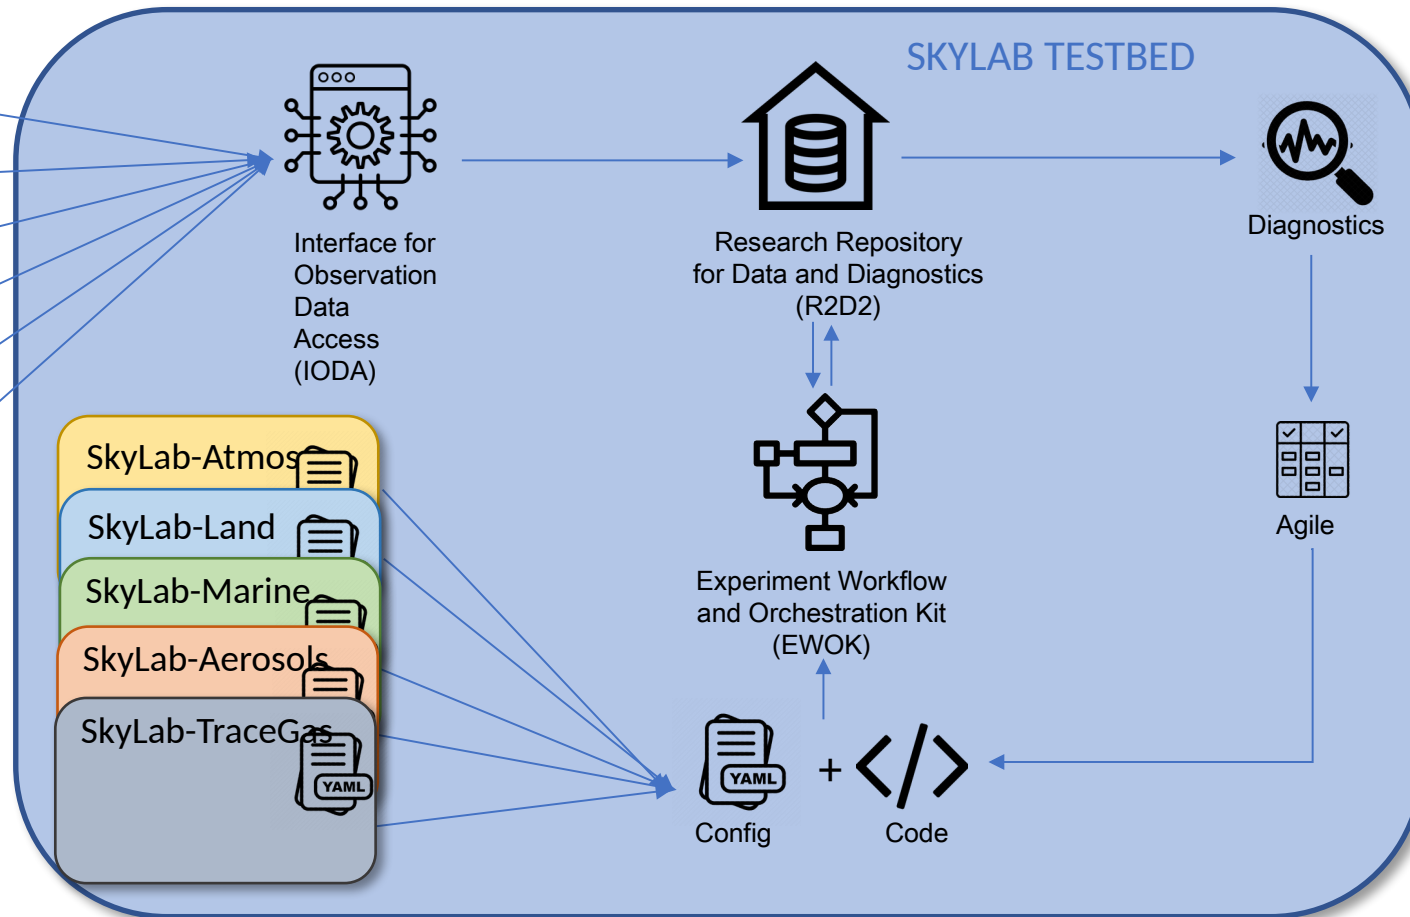 SKYLAB TESTBED
Interface for
Observation
Data
Access
(IODA)
Research Repository
for Data and Diagnostics
(R2D2)
Diagnostics
SkyLab-Atmos
SkyLab-Land
SkyLab-Marine
SkyLab-Aerosols
SkyLab-TraceGas
YAML
Experiment Workflow
and Orchestration Kit
(EWOK)
Agile
YAML
+
Config
Code